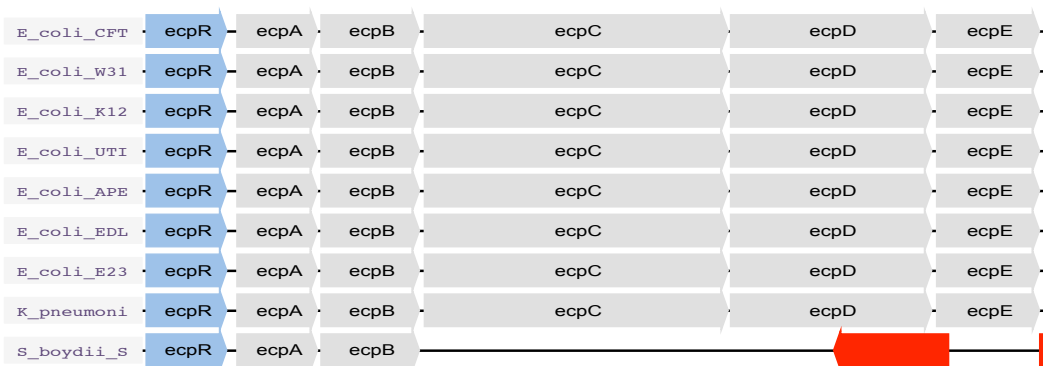 E_coli_CFT ecpR ecpA ecpB ecpC ecpD ecpE
E_coli_W31 ecpR ecpA ecpB ecpC ecpD ecpE
E_coli_K12 ecpR ecpA ecpB ecpC ecpD ecpE
E_coli_UTI ecpR ecpA ecpB ecpC ecpD ecpE
E_coli_APE ecpR ecpA ecpB ecpC ecpD ecpE
E_coli_EDL ecpR ecpA ecpB ecpC ecpD ecpE
E_coli_E23 ecpR ecpA ecpB ecpC ecpD ecpE
K_pneumoni ecpR ecpA ecpB ecpC ecpD ecpE
S_boydii_S ecpR ecpA ecpB